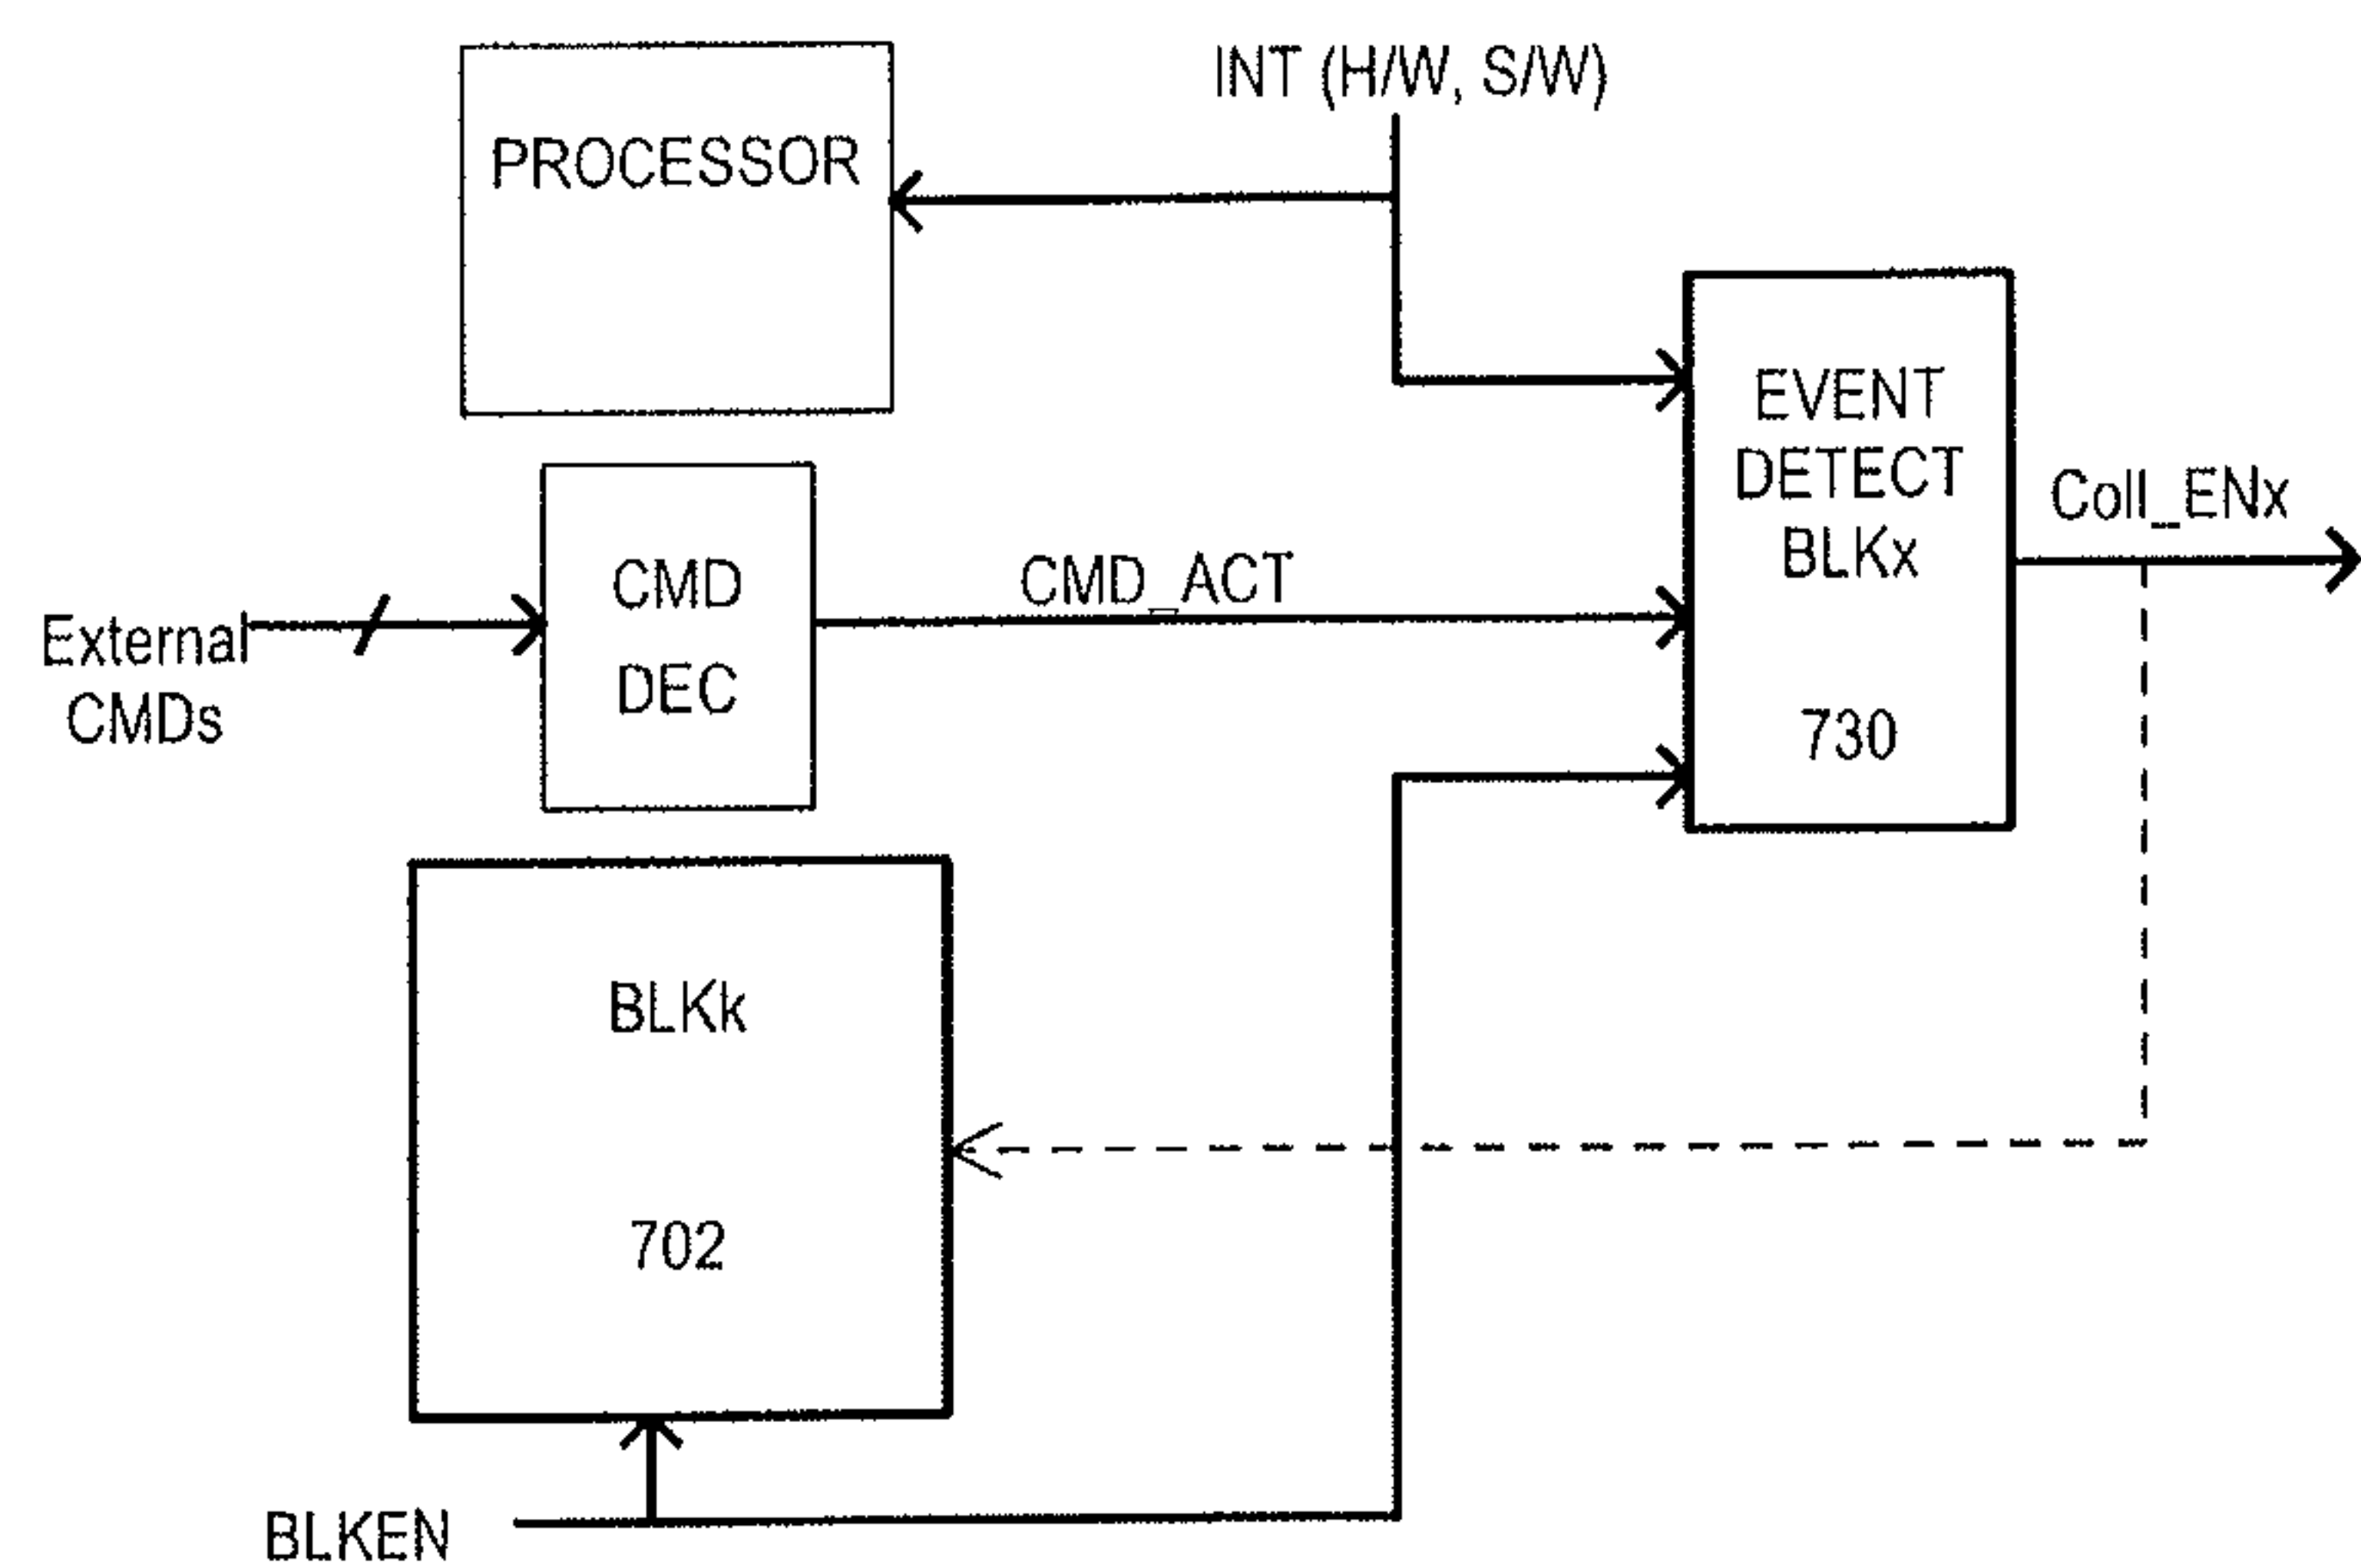 INT (H/W, S/W)
PROCESSOR
EVENT
DETECT
BLKx
730
Coll_ENx
CMD
DEC
CMD_ACT
External
CMDs
BLKk
702
BLKEN